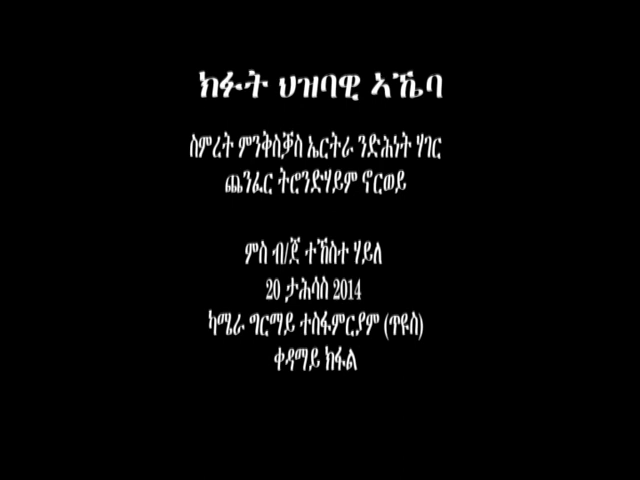 ክፉት ህዝባዊ ኣኼባ
ስምረት ምንቅስቓስ ኤርትራ ንድሕነት ሃገር
ጨንፈር ትሮንድሃይም ኖርወይ
ምስ ብ/ጀ ተኸስተ ሃይለ
20 ታሕሳስ 2014
ካሜራ ግርማይ ተስፋምርያም (ጥዩስ)
ቀዳማይ ክፋል